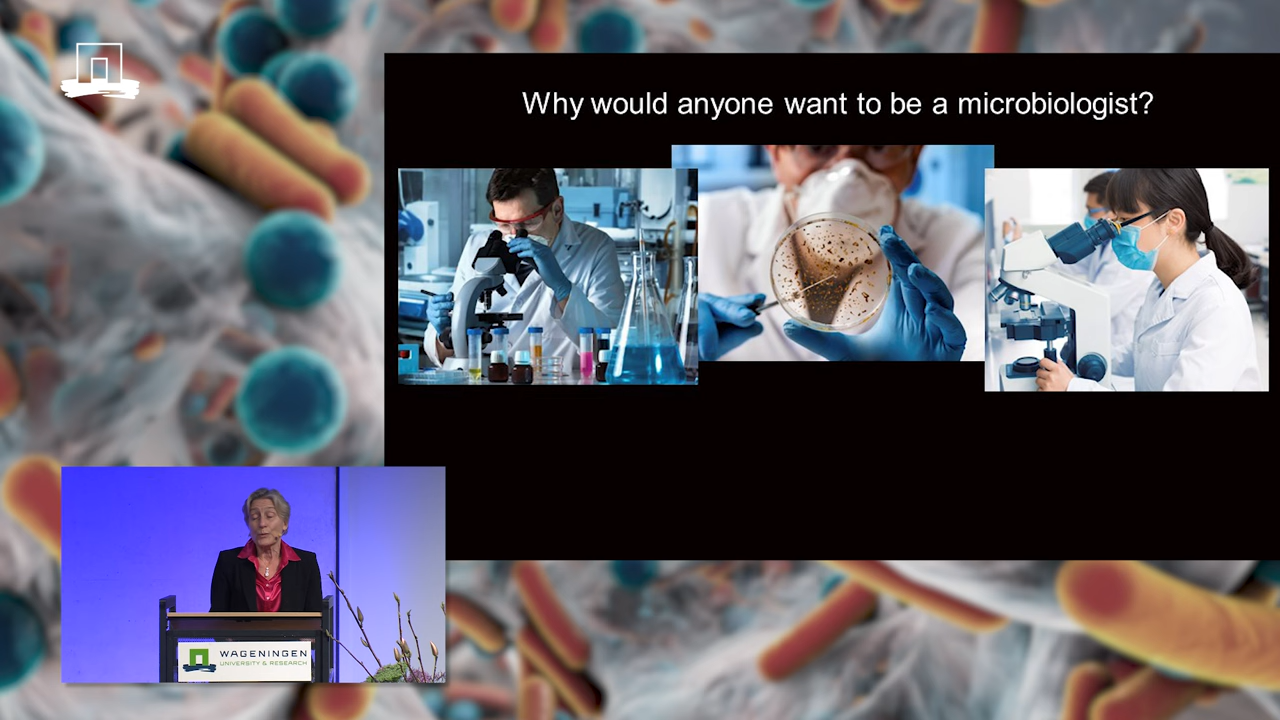 Why would anyone want to be a microbiologist?
WAGENINGEN
UNIVERSITY & RESEARCH